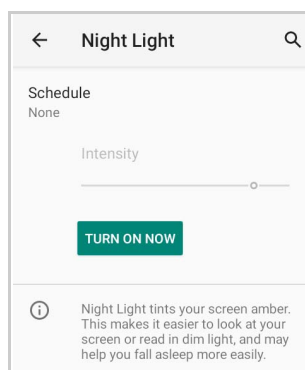 Night Light
Schedule
None
Intensity
TURN ON NOW
Night Light tints your screen amber.
This makes it easier to look at your
screen or read in dim light, and may
help you fall asleep more easily.